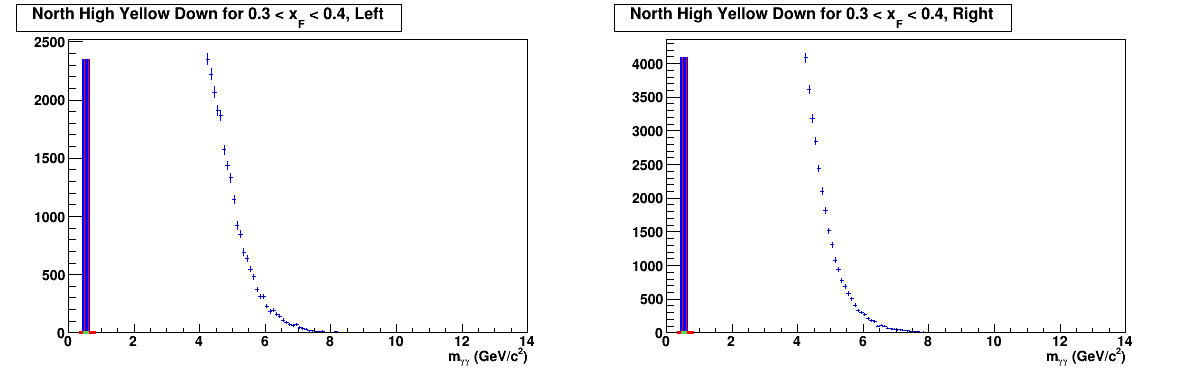 North High Yellow Down for 0.3 < x_F < 0.4, Left
2500
2000
1500
1000
500
0
0 2 4 6 8 10 12 14
m_γγ (GeV/c²)
North High Yellow Down for 0.3 < x_F < 0.4, Right
4000
3500
3000
2500
2000
1500
1000
500
0
0 2 4 6 8 10 12 14
m_γγ (GeV/c²)